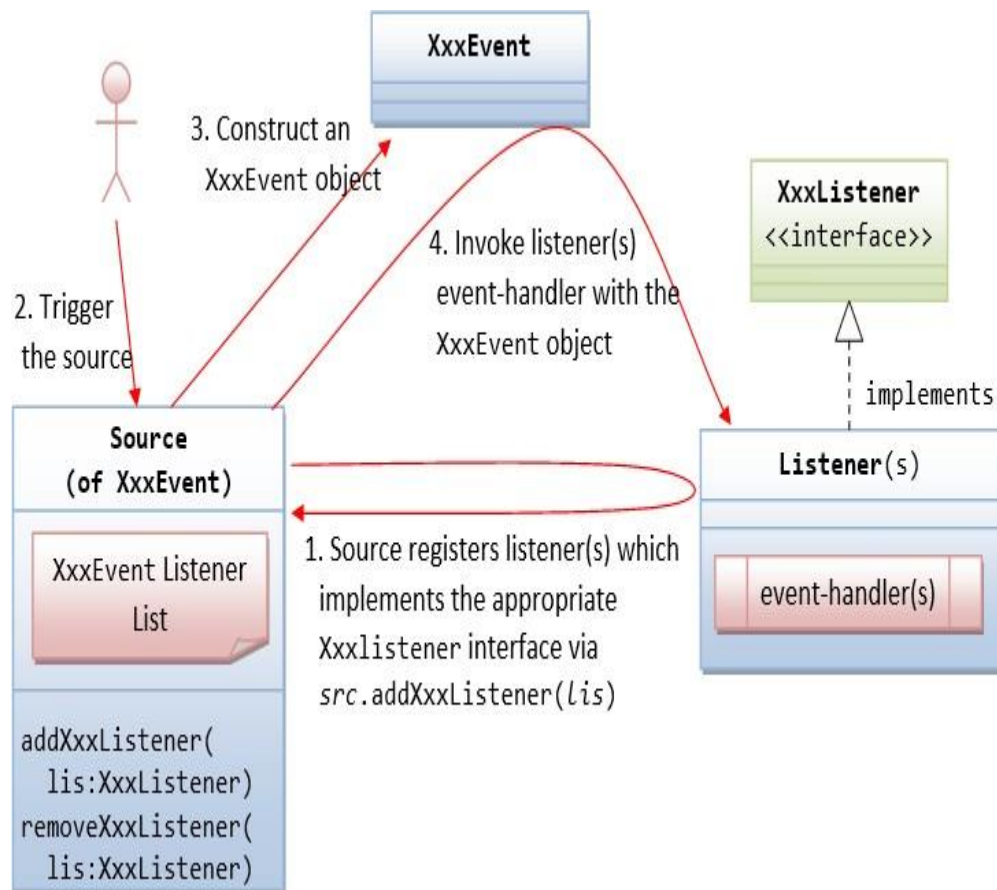 XxxEvent
3. Construct an
XxxEvent object
XxxListener
<<interface>>
4. Invoke listener(s)
event-handler with the
XxxEvent object
2. Trigger
the source
implements
Source
(of XxxEvent)
Listener(s)
XxxEvent Listener
List
1. Source registers listener(s) which
implements the appropriate
Xxxlistener interface via
src.addXxxListener(lis)
event-handler(s)
addXxxListener(
lis:XxxListener)
removeXxxListener(
lis:XxxListener)